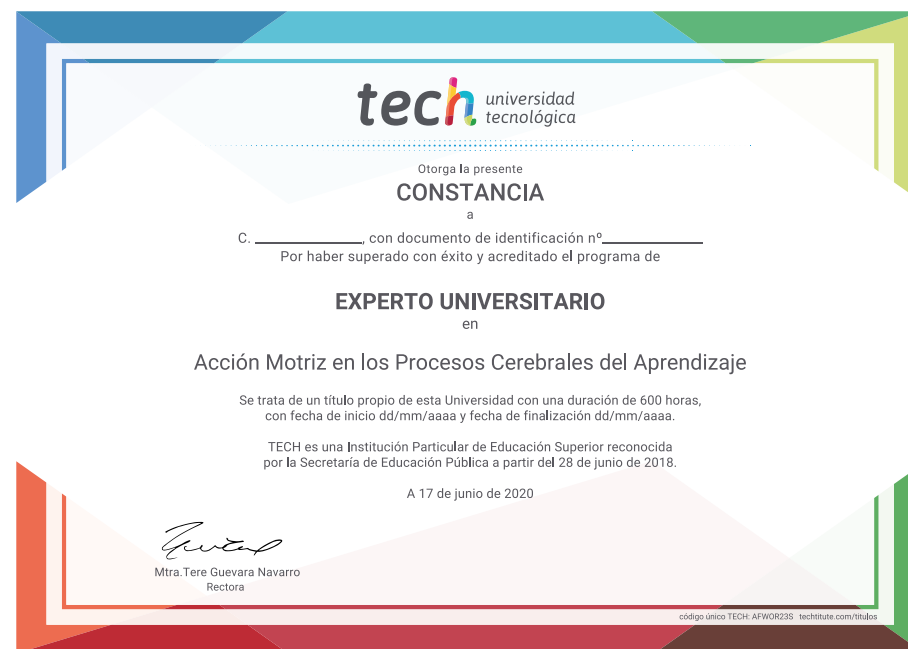 tech universidad
tecnológica
Otorga la presente
CONSTANCIA
a
C. ____________, con documento de identificación nº____________
Por haber superado con éxito y acreditado el programa de
EXPERTO UNIVERSITARIO
en
Acción Motriz en los Procesos Cerebrales del Aprendizaje
Se trata de un título propio de esta Universidad con una duración de 600 horas,
con fecha de inicio dd/mm/aaaa y fecha de finalización dd/mm/aaaa.
TECH es una Institución Particular de Educación Superior reconocida
por la Secretaría de Educación Pública a partir del 28 de junio de 2018.
A 17 de junio de 2020
Mtra.Tere Guevara Navarro
Rectora
código único TECH: AFWOR23S techtitute.com/titulos